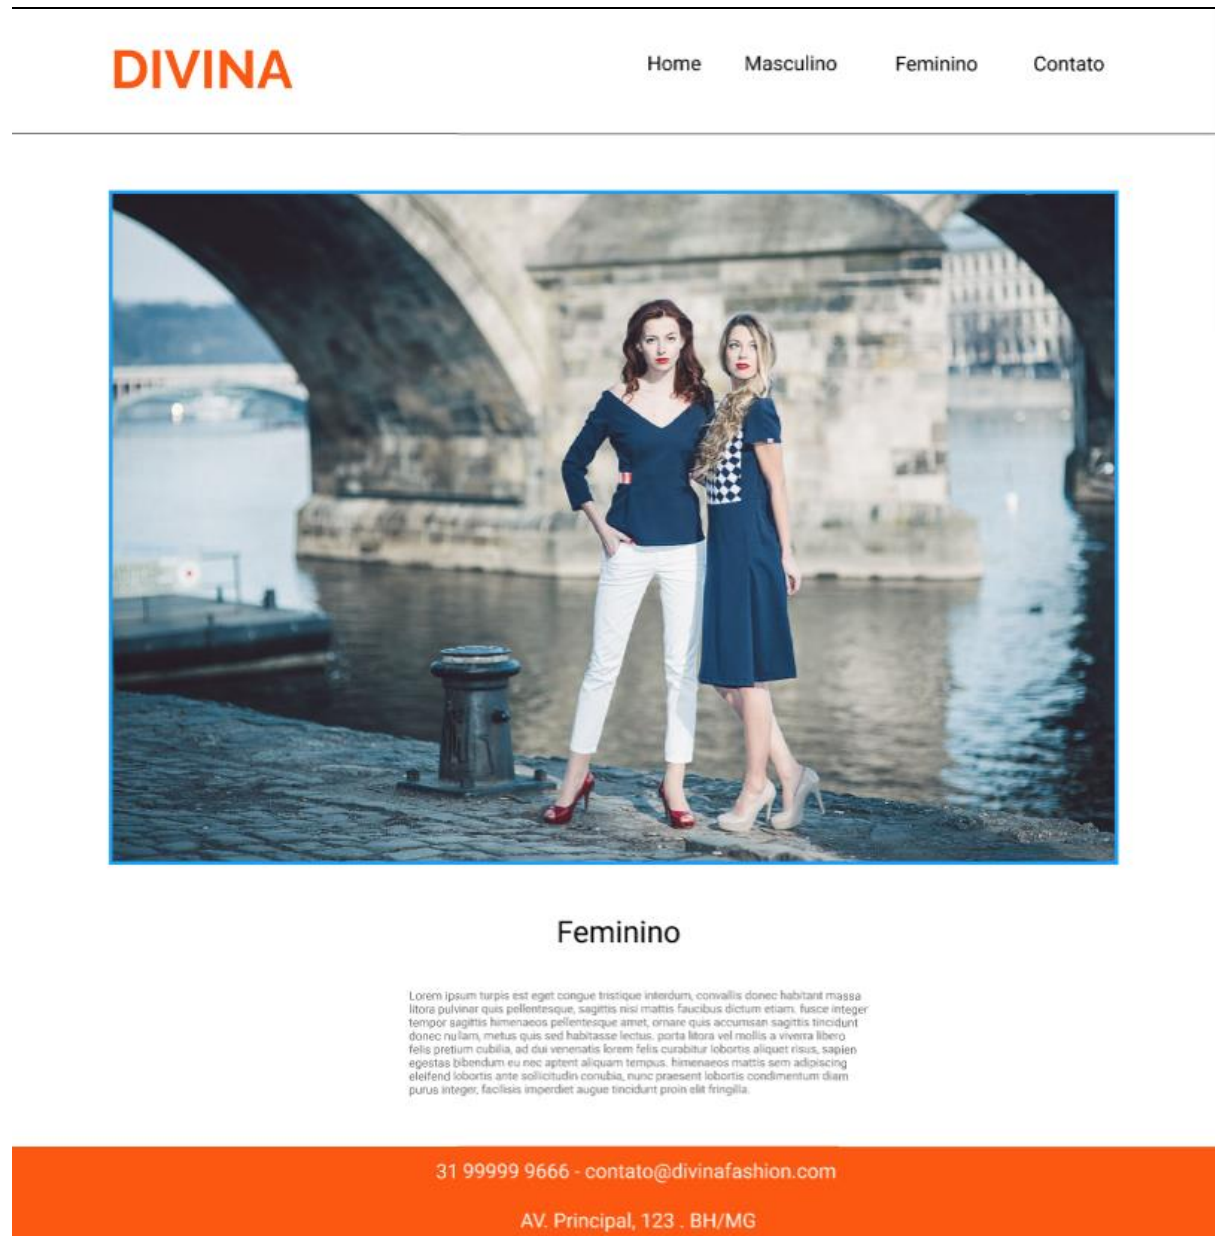 DIVINA
Home Masculino Feminino Contato
Feminino
Lorem ipsum turpis est eget congue tristique interdum, convallis donec habitant massa
litora pulvinar quis pellentesque, sagittis nisi mattis faucibus dictum etiam. fusce integer
tempor sagittis himenaeos pellentesque amet, ornare quis accumsan sagittis tincidunt
donec nullam, metus quis sed habitasse lectus. porta litora vel mollis a viverra libero
felis pretium cubilia, ad dui venenatis lorem felis curabitur lobortis aliquet risus, sapien
egestas bibendum eu nec aptent aliquam tempus. himenaeos mattis sem adipiscing
eleifend lobortis ante sollicitudin conubia, nunc praesent lobortis condimentum diam
purus integer, facilisis imperdiet augue tincidunt proin elit fringilla.
31 99999 9666 - contato@divinafashion.com
AV. Principal, 123 . BH/MG